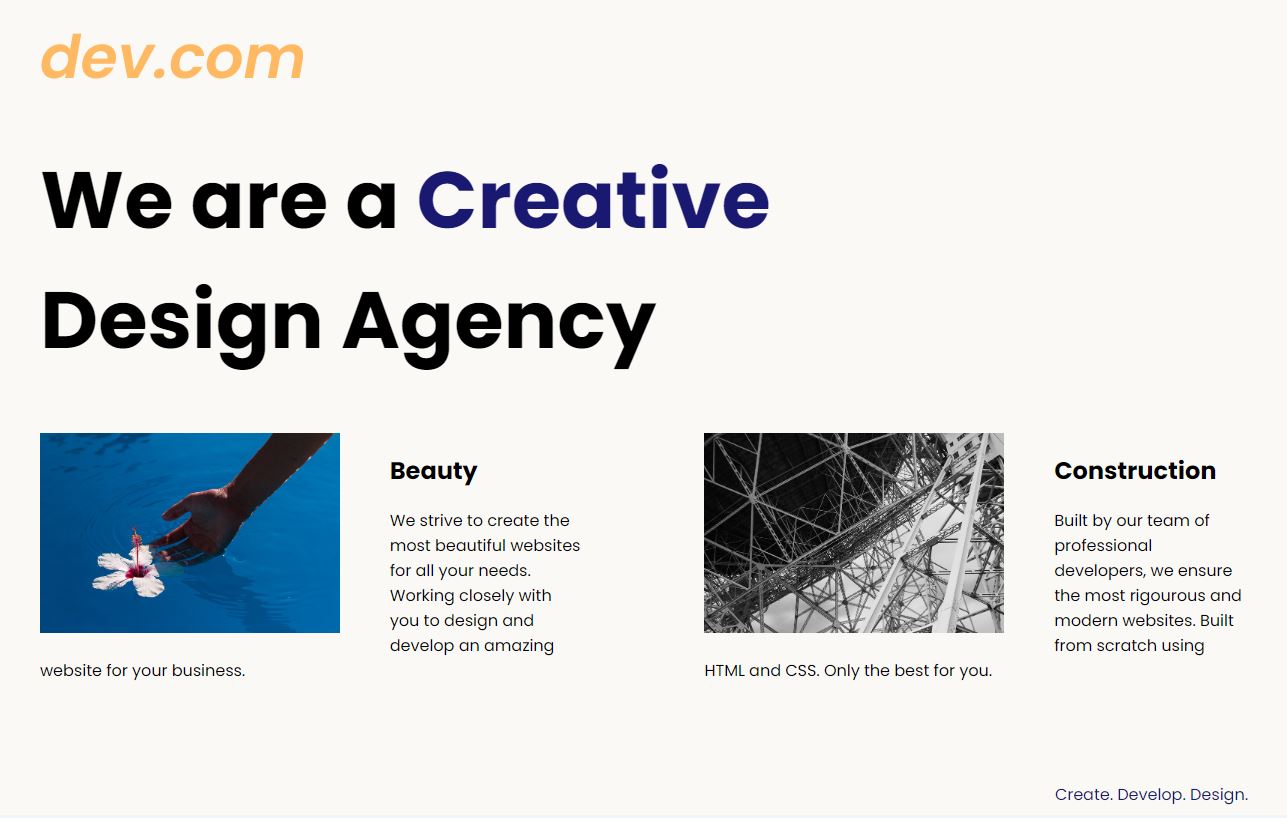 dev.com
We are a Creative
Design Agency
Beauty
We strive to create the
most beautiful websites
for all your needs.
Working closely with
you to design and
develop an amazing
website for your business.
Construction
Built by our team of
professional
developers, we ensure
the most rigourous and
modern websites. Built
from scratch using
HTML and CSS. Only the best for you.
Create. Develop. Design.